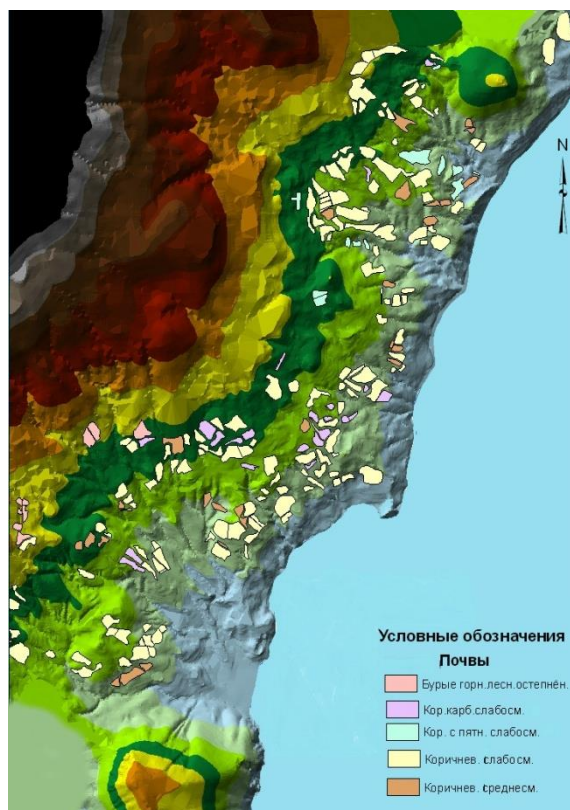 N
Условные обозначения
Почвы
Бурые горн.лесн.остепнён.
Кор.карб.слабосм.
Кор. с пятн. слабосм.
Коричнев. слабосм.
Коричнев. среднесм.